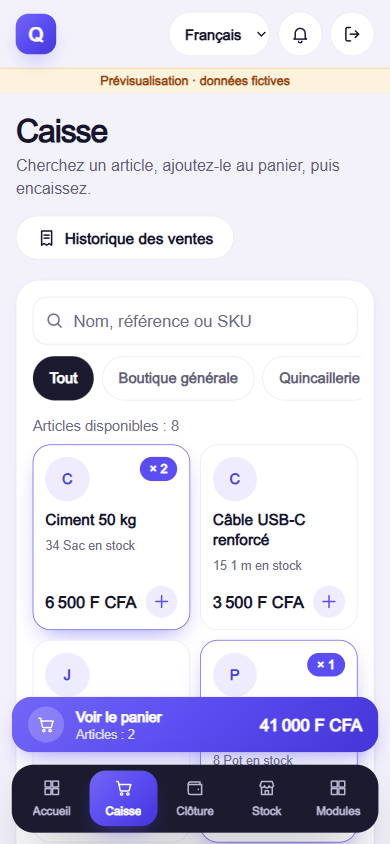 Q
Français
Prévisualisation · données fictives
Caisse
Cherchez un article, ajoutez-le au panier, puis
encaissez.
Historique des ventes
Nom, référence ou SKU
Tout
Boutique générale
Quincaillerie
Articles disponibles : 8
C
× 2
Ciment 50 kg
34 Sac en stock
6 500 F CFA
C
Câble USB-C
renforcé
15 1 m en stock
3 500 F CFA
J
P
× 1
Voir le panier
Articles : 2
41 000 F CFA
8 Pot en stock
Accueil
Caisse
Clôture
Stock
Modules